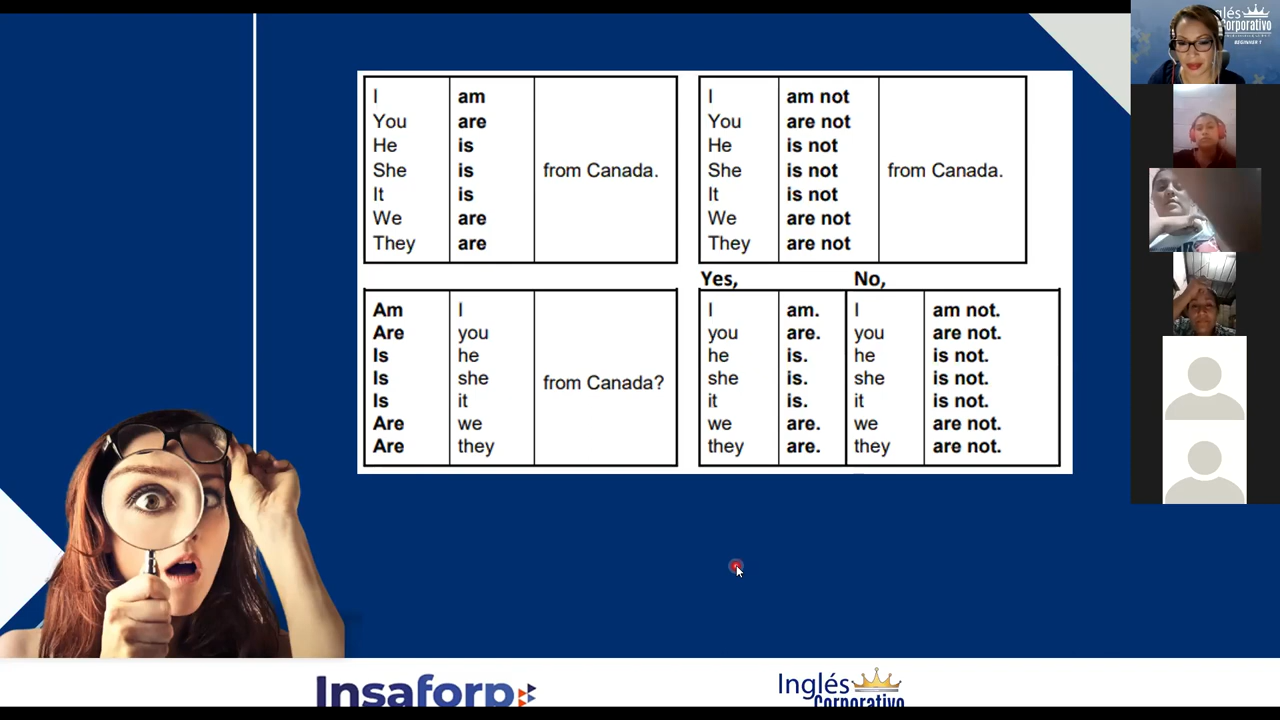 I am
You are
He is
She is from Canada.
It is
We are
They are
I am not
You are not
He is not
She is not from Canada.
It is not
We are not
They are not
Am I
Are you
Is he
Is she from Canada?
Is it
Are we
Are they
Yes, No,
I am. I am not.
you are. you are not.
he is. he is not.
she is. she is not.
it is. it is not.
we are. we are not.
they are. they are not.
Insaforp
Inglés
Corporativo
Corporativo
BEGINNER 1